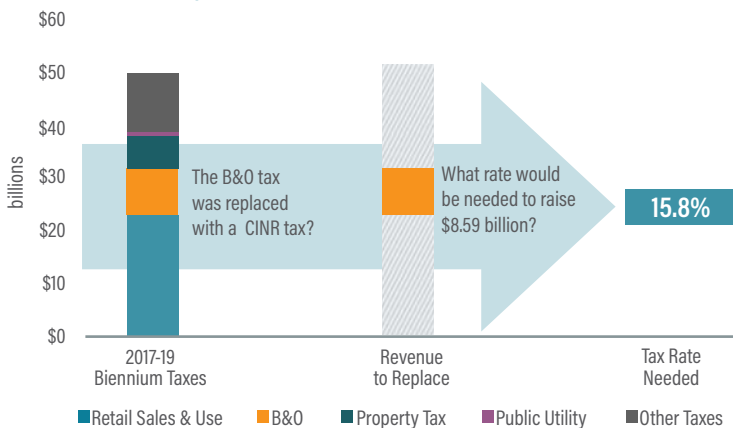 $60
$50
$40
$30
$20
$10
$0
billions
The B&O tax
was replaced
with a CINR tax?
What rate would
be needed to raise
$8.59 billion?
15.8%
2017-19
Biennium Taxes
Revenue
to Replace
Tax Rate
Needed
Retail Sales & Use
B&O
Property Tax
Public Utility
Other Taxes